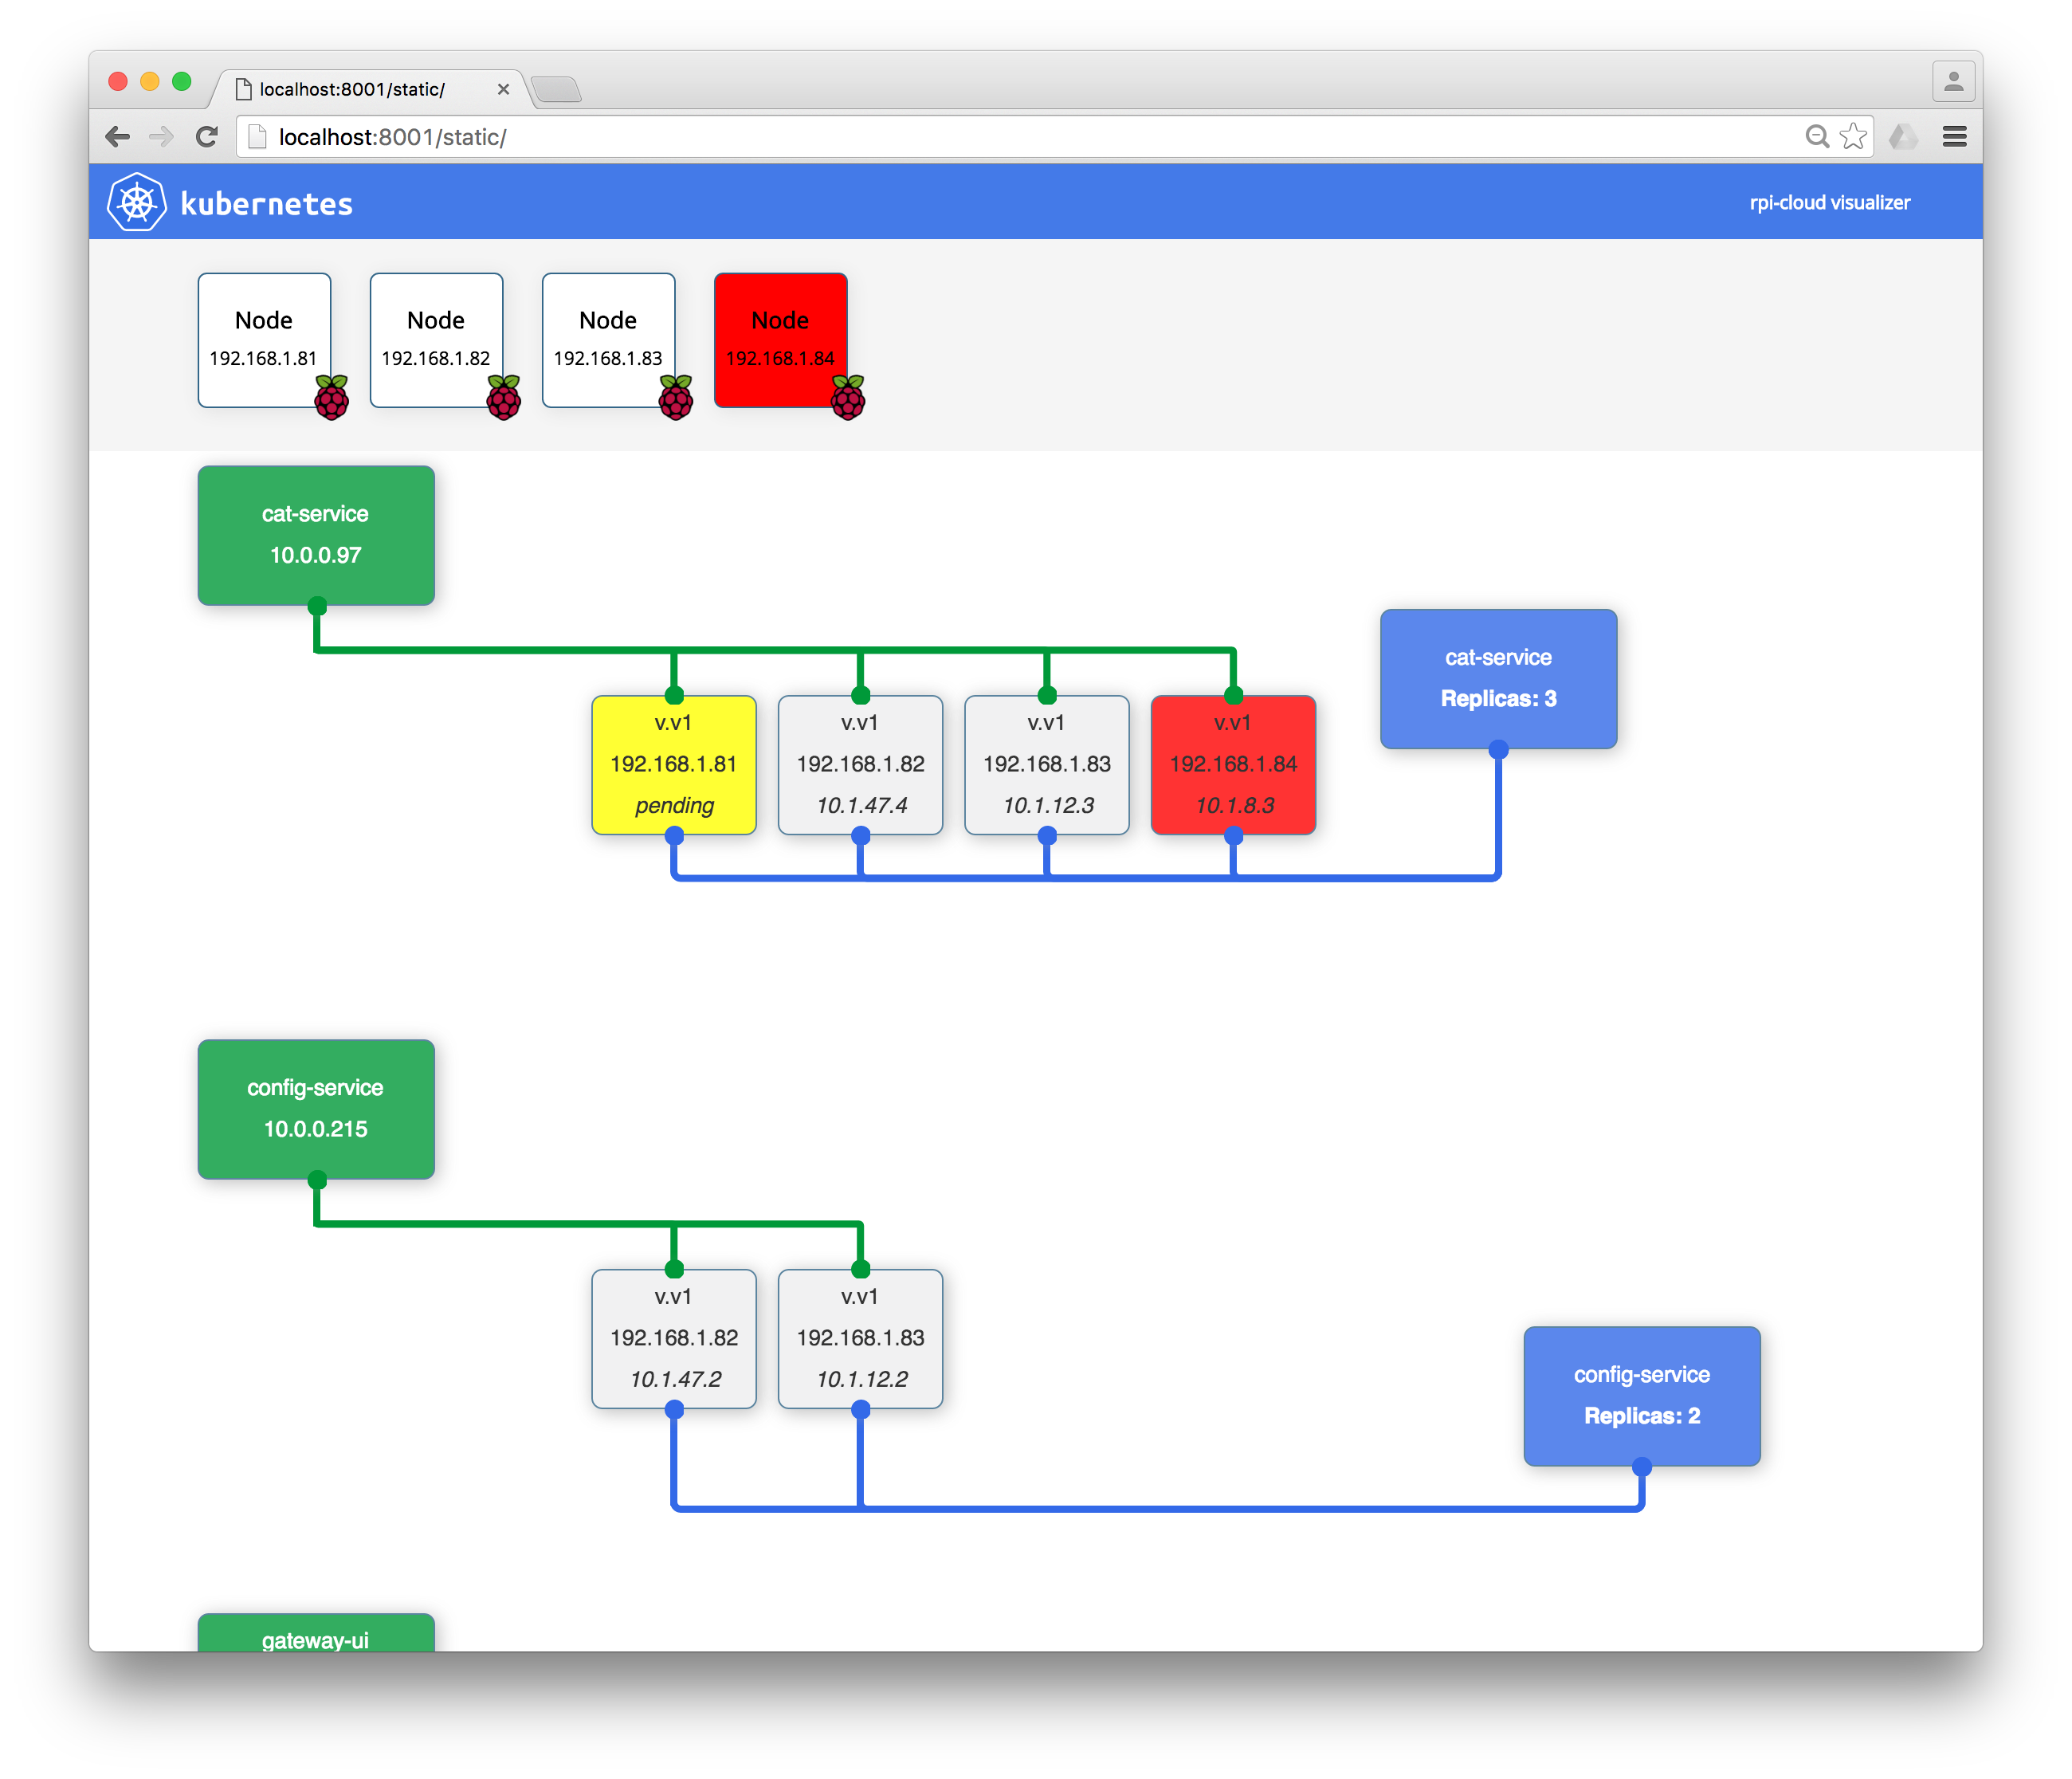 localhost:8001/static/
localhost:8001/static/
kubernetes
rpi-cloud visualizer
Node
192.168.1.81
Node
192.168.1.82
Node
192.168.1.83
Node
192.168.1.84
cat-service
10.0.0.97
v.v1
192.168.1.81
pending
v.v1
192.168.1.82
10.1.47.4
v.v1
192.168.1.83
10.1.12.3
v.v1
192.168.1.84
10.1.8.3
cat-service
Replicas: 3
config-service
10.0.0.215
v.v1
192.168.1.82
10.1.47.2
v.v1
192.168.1.83
10.1.12.2
config-service
Replicas: 2
gateway-ui